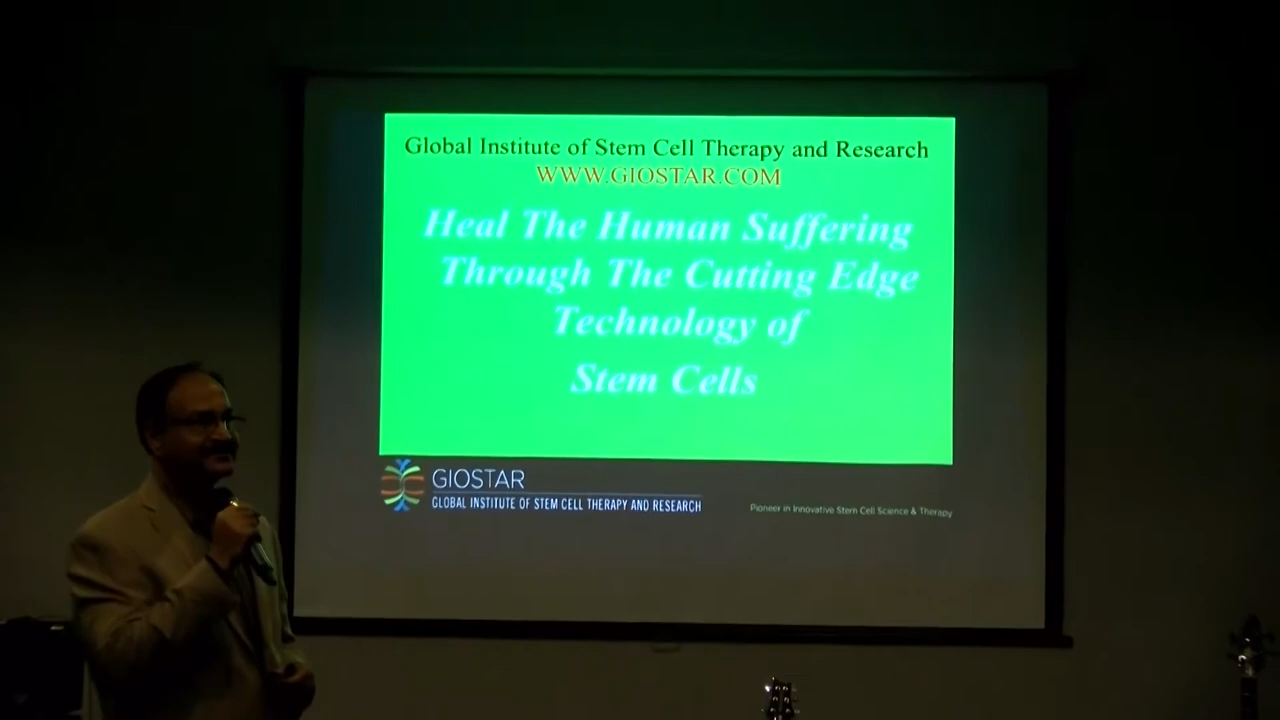 Global Institute of Stem Cell Therapy and Research
WWW.GIOSTAR.COM
Heal The Human Suffering
Through The Cutting Edge
Technology of
Stem Cells
GIOSTAR
GLOBAL INSTITUTE OF STEM CELL THERAPY AND RESEARCH
Pioneer in Innovative Stem Cell Science & Therapy